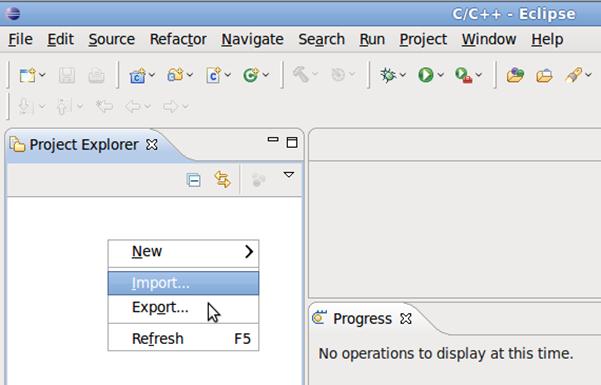 C/C++ - Eclipse
File Edit Source Refactor Navigate Search Run Project Window Help
Project Explorer
New
Import...
Export...
Refresh F5
Progress
No operations to display at this time.